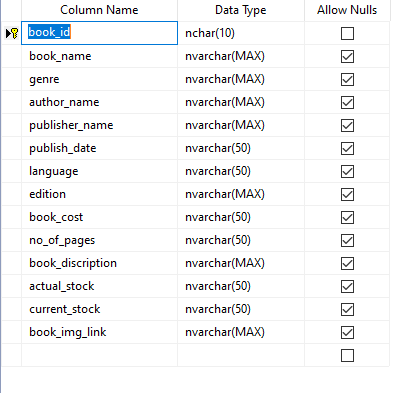 Column Name Data Type Allow Nulls
book_id nchar(10)
book_name nvarchar(MAX)
genre nvarchar(MAX)
author_name nvarchar(MAX)
publisher_name nvarchar(MAX)
publish_date nvarchar(50)
language nvarchar(50)
edition nvarchar(MAX)
book_cost nvarchar(50)
no_of_pages nvarchar(50)
book_discription nvarchar(MAX)
actual_stock nvarchar(50)
current_stock nvarchar(50)
book_img_link nvarchar(MAX)